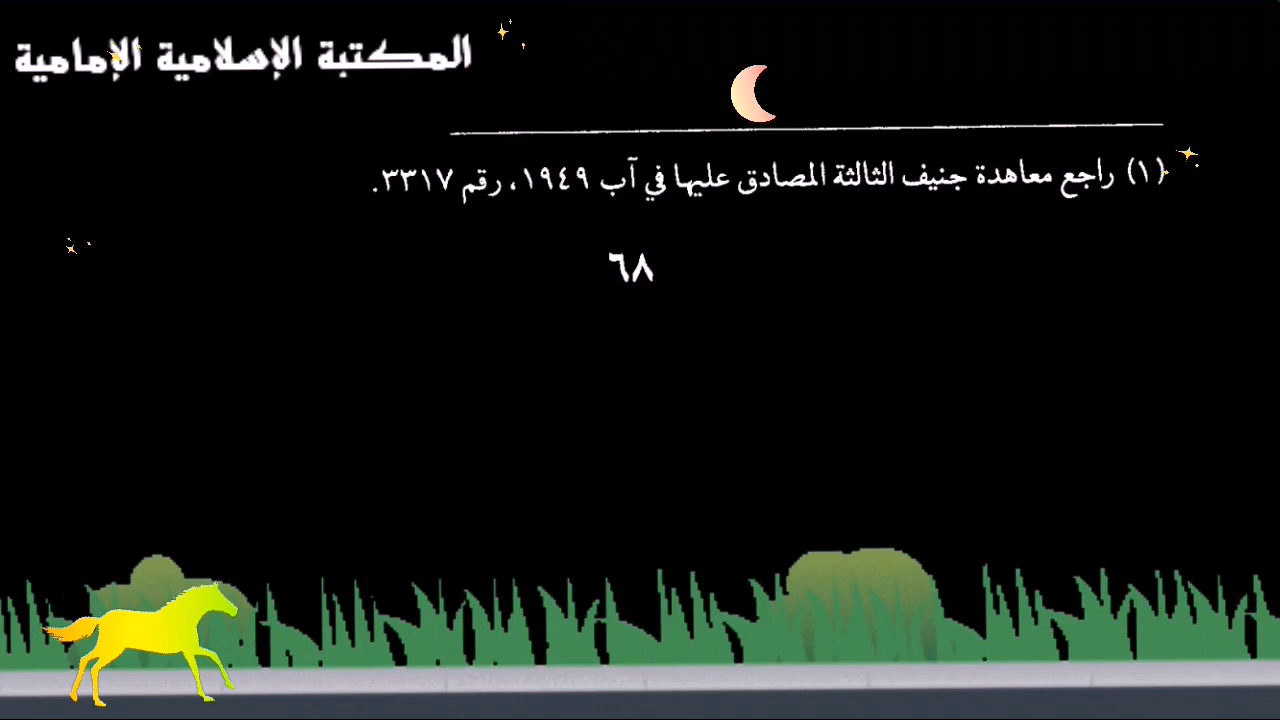 المكتبة الإسلامية الإمامية
(١) راجع معاهدة جنيف الثالثة المصادق عليها في آب ١٩٤٩، رقم ٣٣١٧.
٦٨